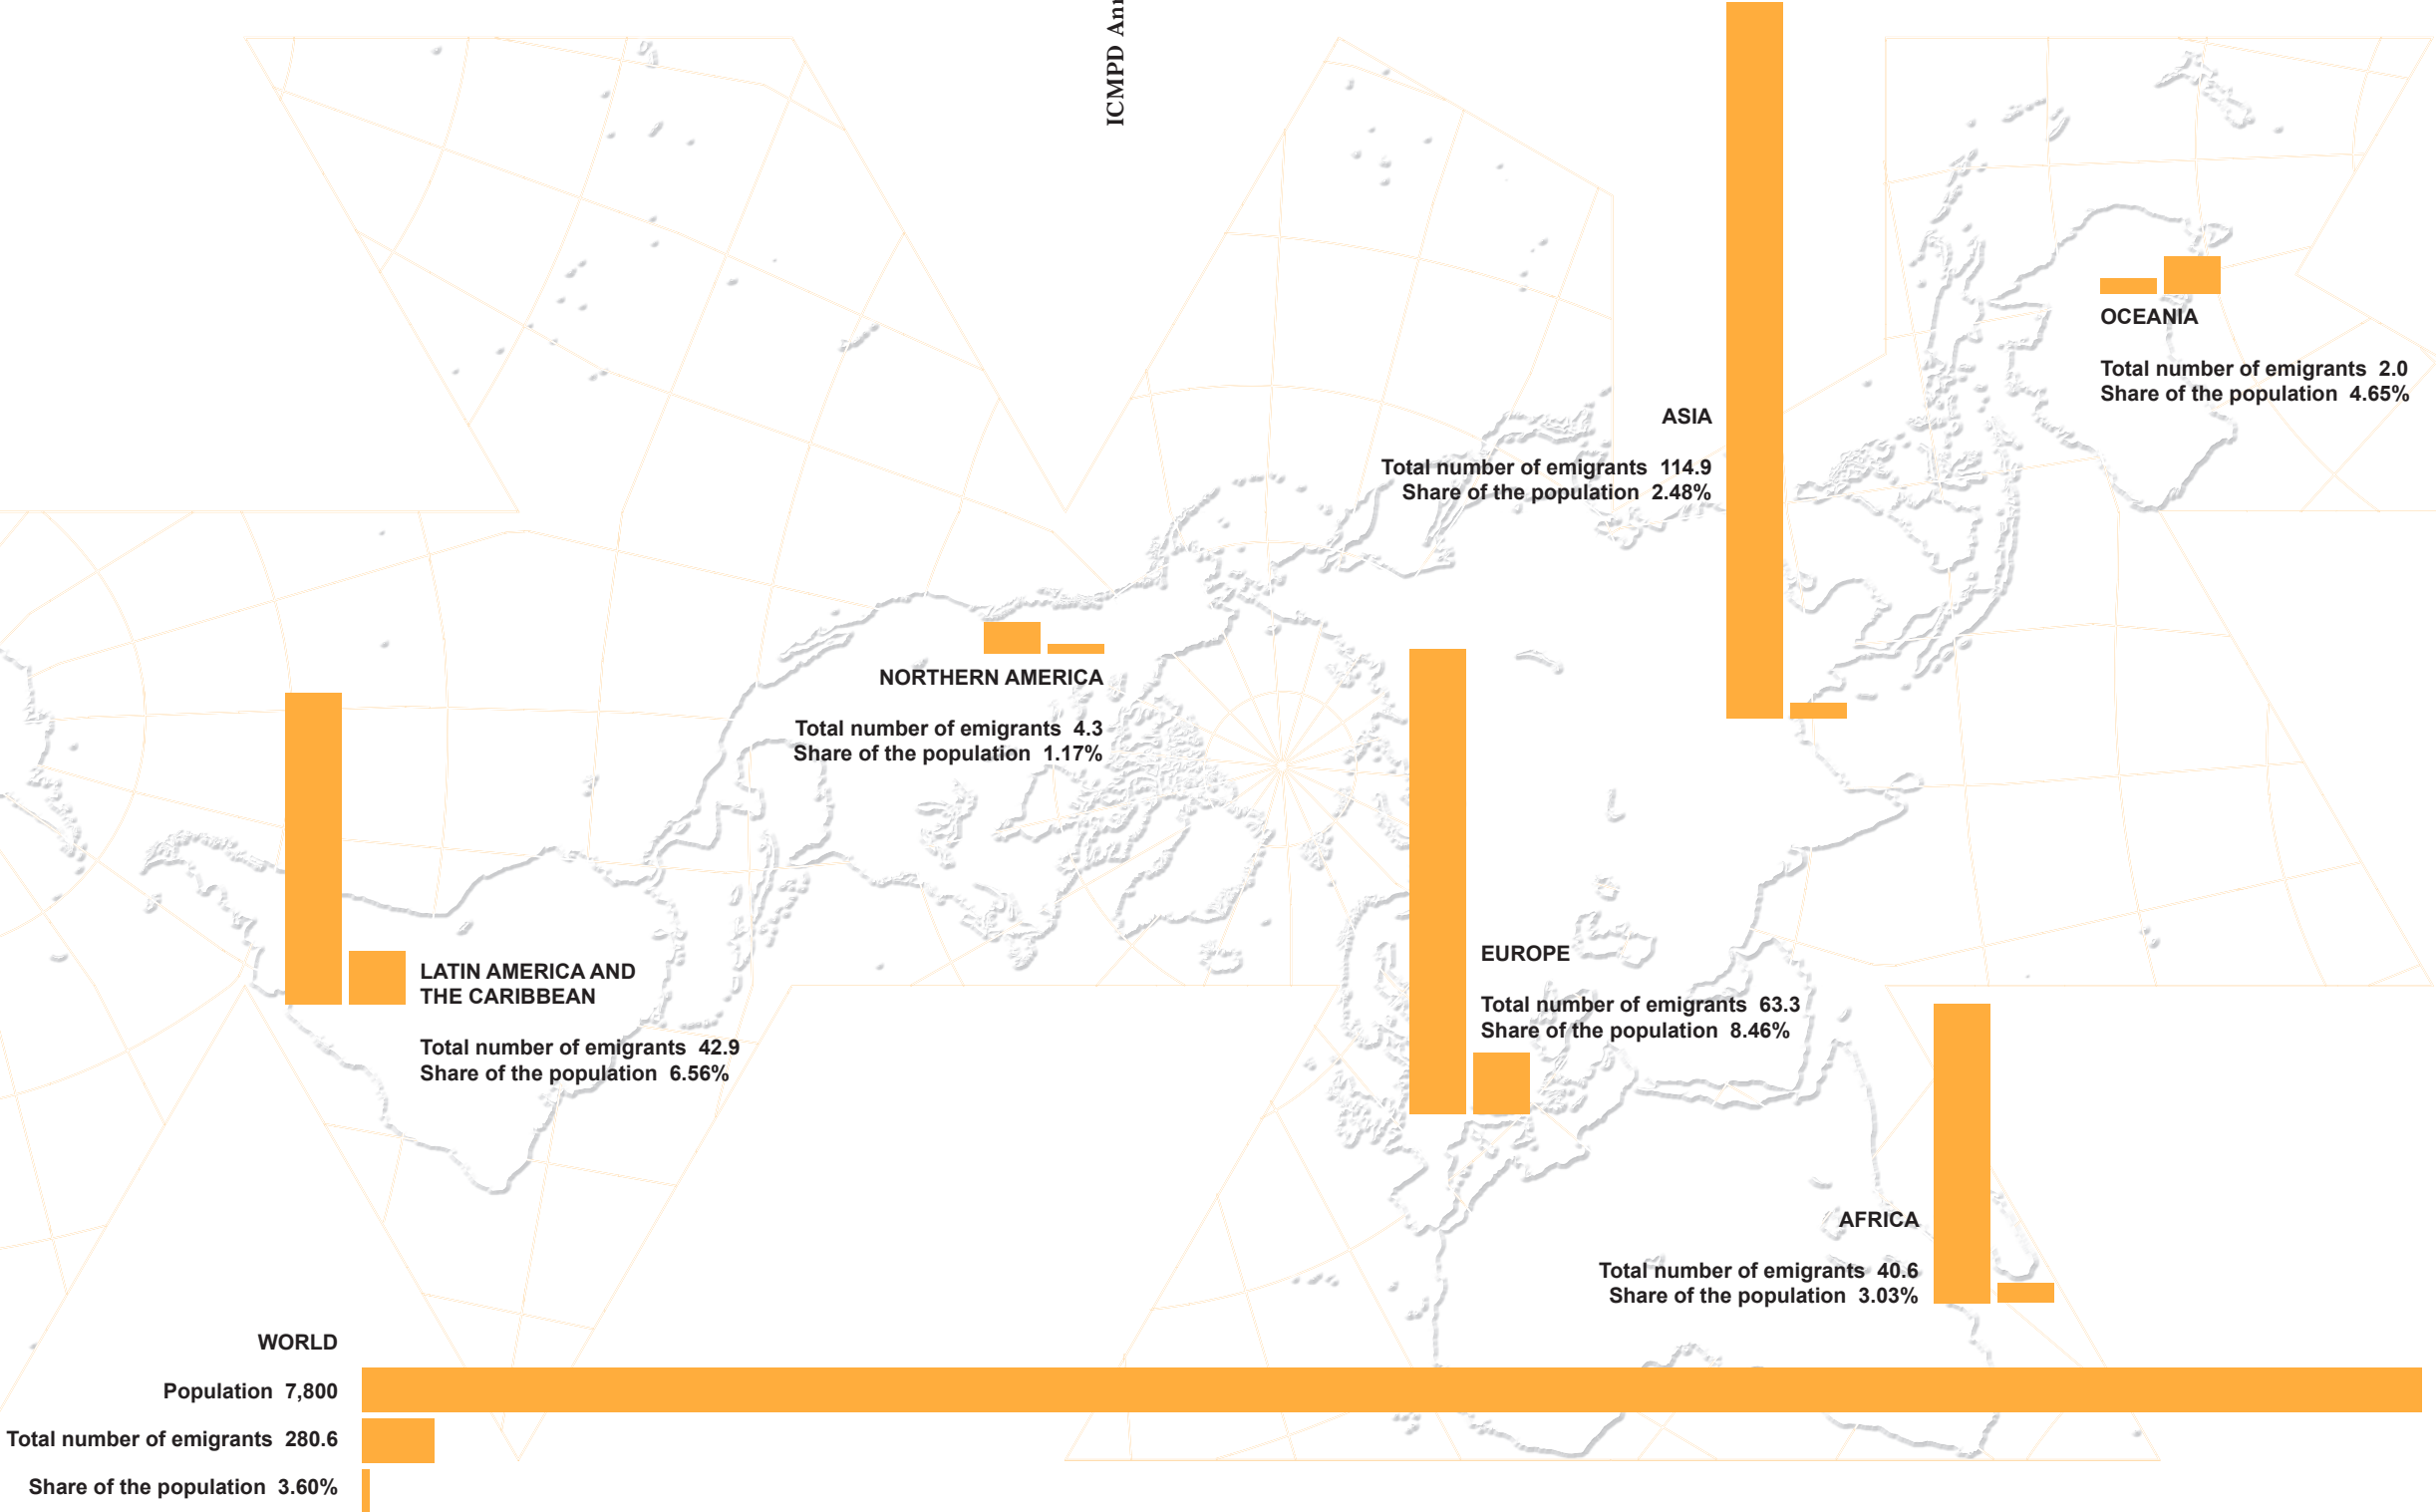 ICMPD
OCEANIA
Total number of emigrants 2.0
Share of the population 4.65%
ASIA
Total number of emigrants 114.9
Share of the population 2.48%
NORTHERN AMERICA
Total number of emigrants 4.3
Share of the population 1.17%
LATIN AMERICA AND
THE CARIBBEAN
Total number of emigrants 42.9
Share of the population 6.56%
EUROPE
Total number of emigrants 63.3
Share of the population 8.46%
AFRICA
Total number of emigrants 40.6
Share of the population 3.03%
WORLD
Population 7,800
Total number of emigrants 280.6
Share of the population 3.60%